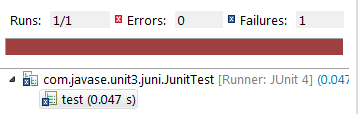 Runs: 1/1 Errors: 0 Failures: 1
com.javase.unit3.juni.JunitTest [Runner: JUnit 4] (0.047
test (0.047 s)